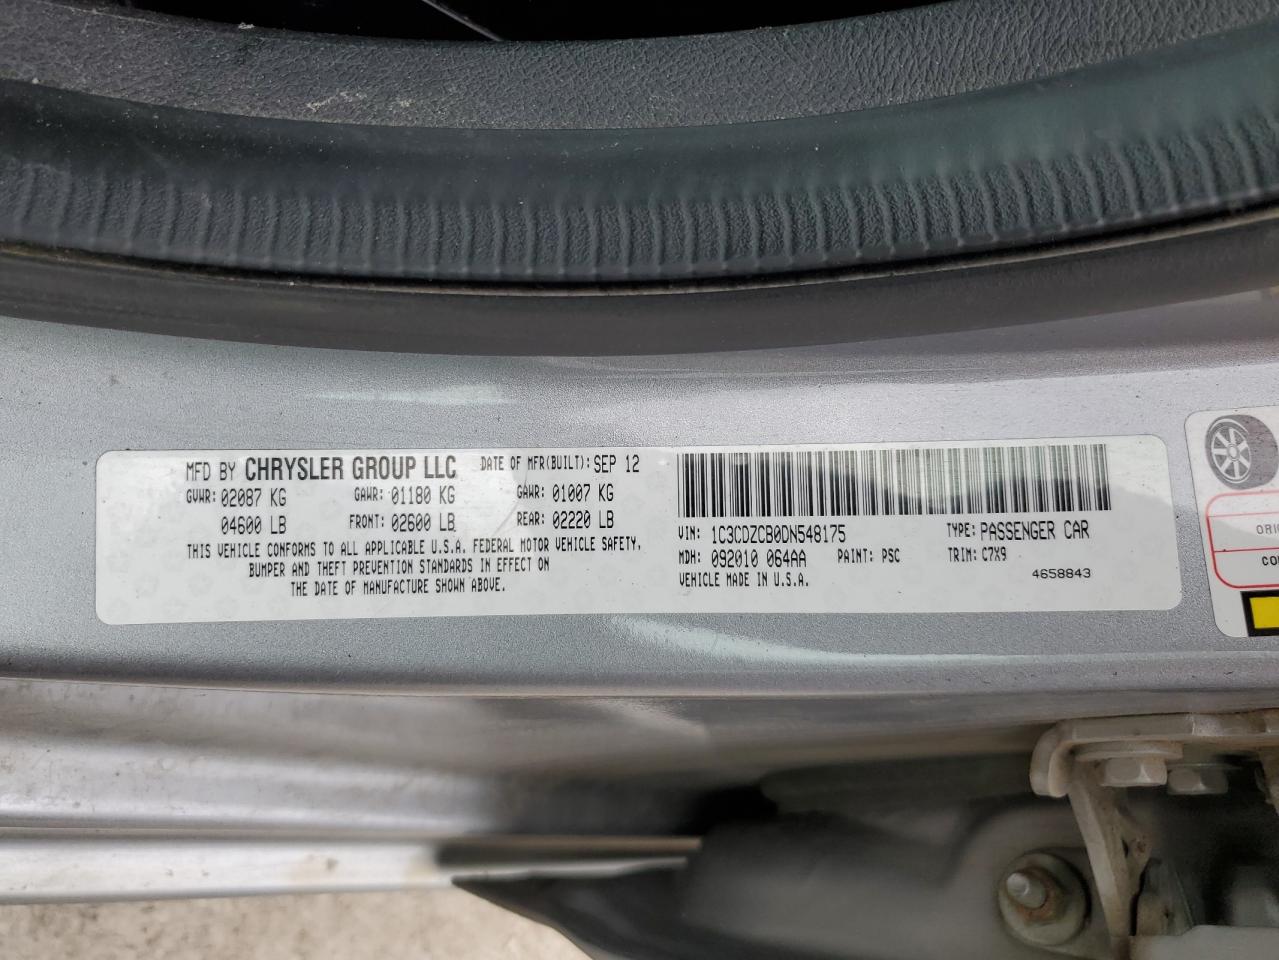 MFD BY CHRYSLER GROUP LLC DATE OF MFR(BUILT): SEP 12
GVWR: 02087 KG GAWR: 01180 KG GAWR: 01007 KG
04600 LB FRONT: 02600 LB REAR: 02220 LB
THIS VEHICLE CONFORMS TO ALL APPLICABLE U.S.A. FEDERAL MOTOR VEHICLE SAFETY,
BUMPER AND THEFT PREVENTION STANDARDS IN EFFECT ON
THE DATE OF MANUFACTURE SHOWN ABOVE.
VIN: 1C3CDZCB0DN548175 TYPE: PASSENGER CAR
MDH: 092010 064AA PAINT: PSC TRIM: C7X9
VEHICLE MADE IN U.S.A. 4658843